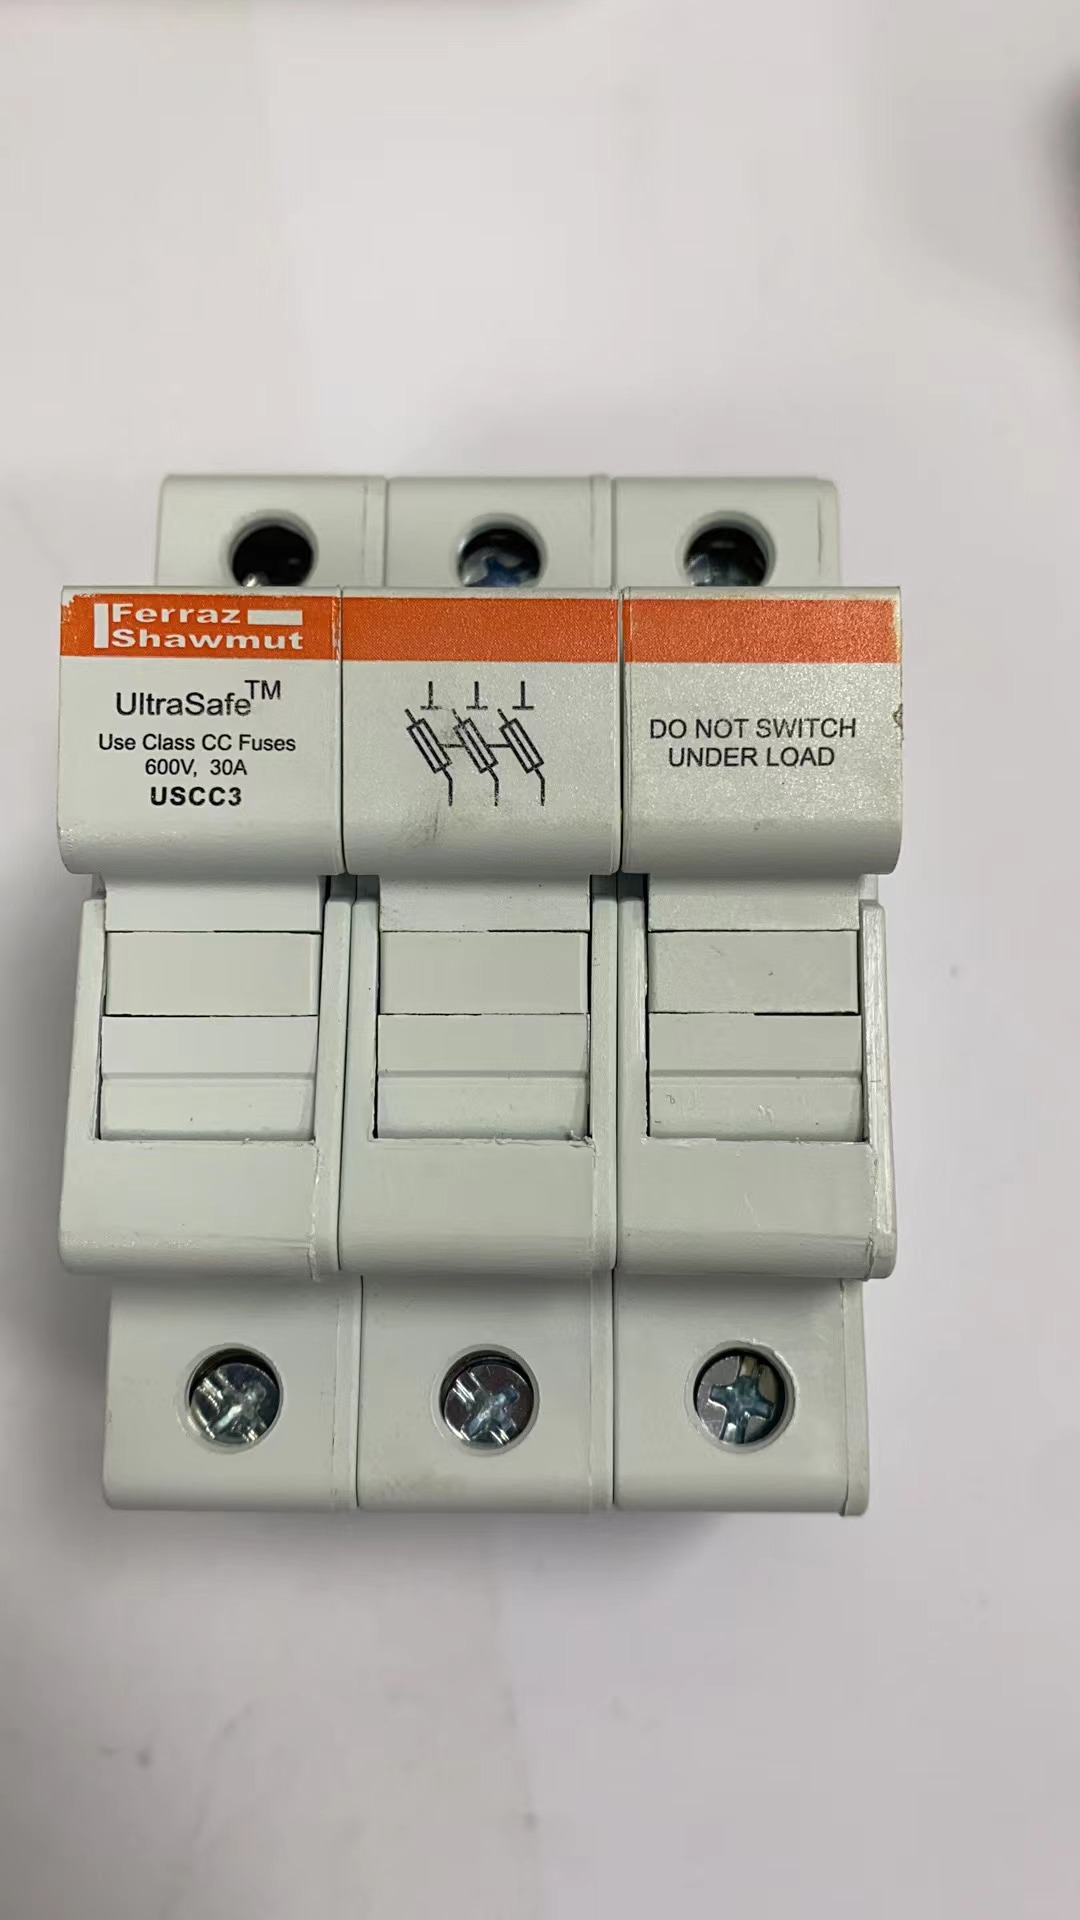 Ferraz
Shawmut
UltraSafe™
Use Class CC Fuses
600V, 30A
USCC3
DO NOT SWITCH
UNDER LOAD